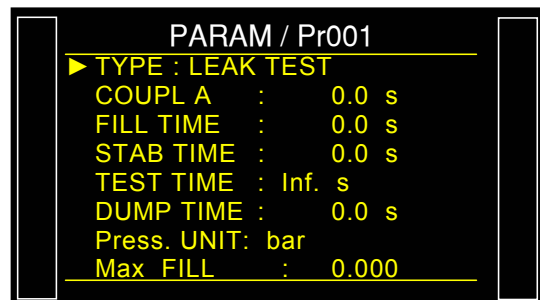 PARAM / Pr001
► TYPE : LEAK TEST
COUPL A : 0.0 s
FILL TIME : 0.0 s
STAB TIME : 0.0 s
TEST TIME : Inf. s
DUMP TIME : 0.0 s
Press. UNIT: bar
Max FILL : 0.000